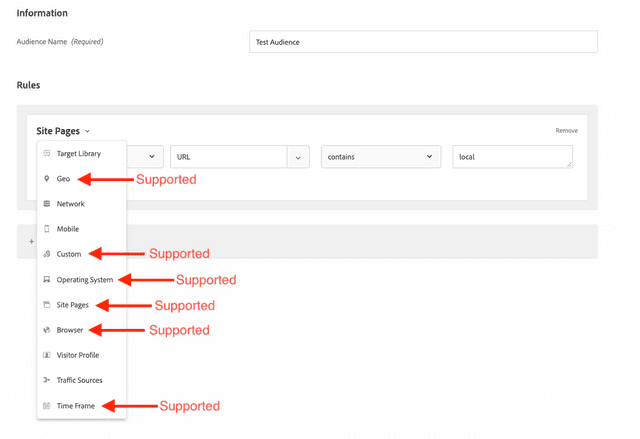 Information
Audience Name (Required) Test Audience
Rules
Site Pages Remove
URL contains local
Target Library
Geo Supported
Network
Mobile
+
Custom Supported
Operating System Supported
Site Pages Supported
Browser Supported
Visitor Profile
Traffic Sources
Time Frame Supported